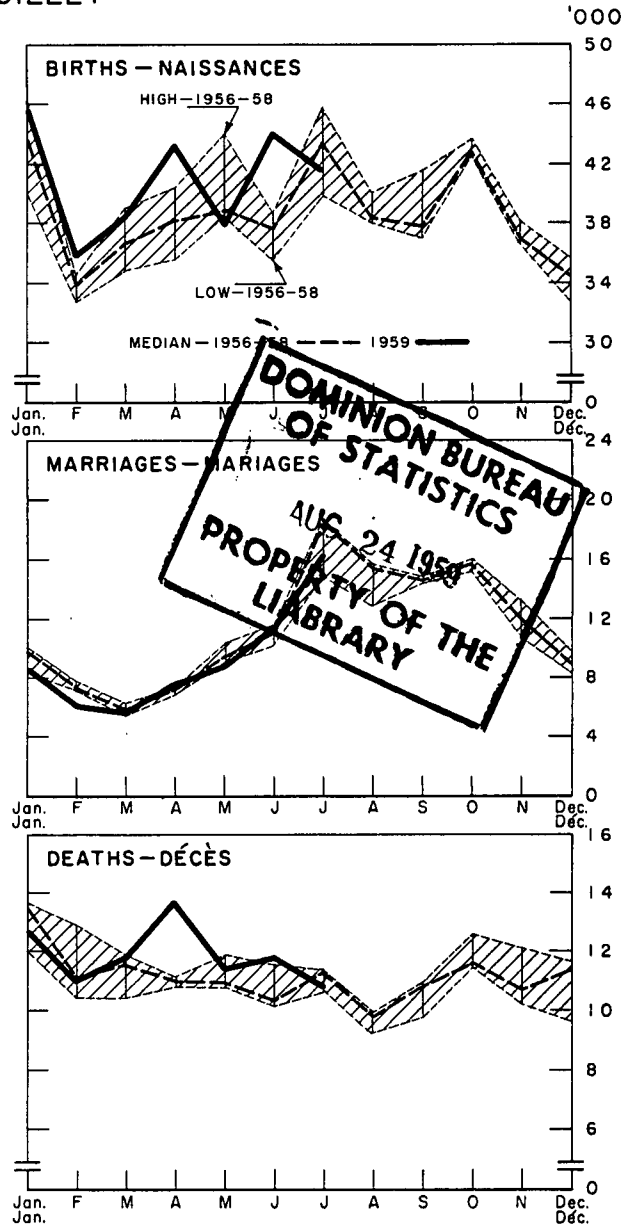 '000
BIRTHS — NAISSANCES
HIGH—1956-58
LOW—1956-58
MEDIAN—1956-58 1959
50
46
42
38
34
30
0
Jan. F M A M J J A S O N Dec.
Jan. Déc.
MARRIAGES — MARIAGES
24
20
16
12
8
4
0
Jan. F M A M J J A S O N Dec.
Jan. Déc.
DOMINION BUREAU
OF STATISTICS
AUG 24 1959
PROPERTY OF THE
LIABRARY
DEATHS — DÉCÈS
16
14
12
10
8
6
0
Jan. F M A M J J A S O N Dec.
Jan. Déc.